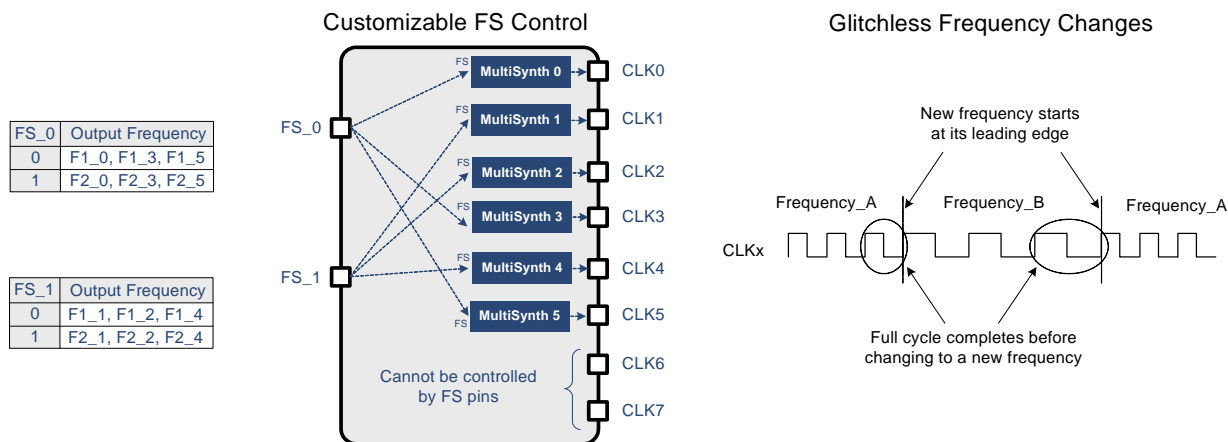 Customizable FS Control
Glitchless Frequency Changes
FS_0 Output Frequency
0 F1_0, F1_3, F1_5
1 F2_0, F2_3, F2_5
FS_1 Output Frequency
0 F1_1, F1_2, F1_4
1 F2_1, F2_2, F2_4
FS_0
FS_1
FS
MultiSynth 0
CLK0
FS
MultiSynth 1
CLK1
FS
MultiSynth 2
CLK2
FS
MultiSynth 3
CLK3
FS
MultiSynth 4
CLK4
FS
MultiSynth 5
CLK5
Cannot be controlled
by FS pins
CLK6
CLK7
New frequency starts
at its leading edge
Frequency_A
Frequency_B
Frequency_A
CLKx
Full cycle completes before
changing to a new frequency